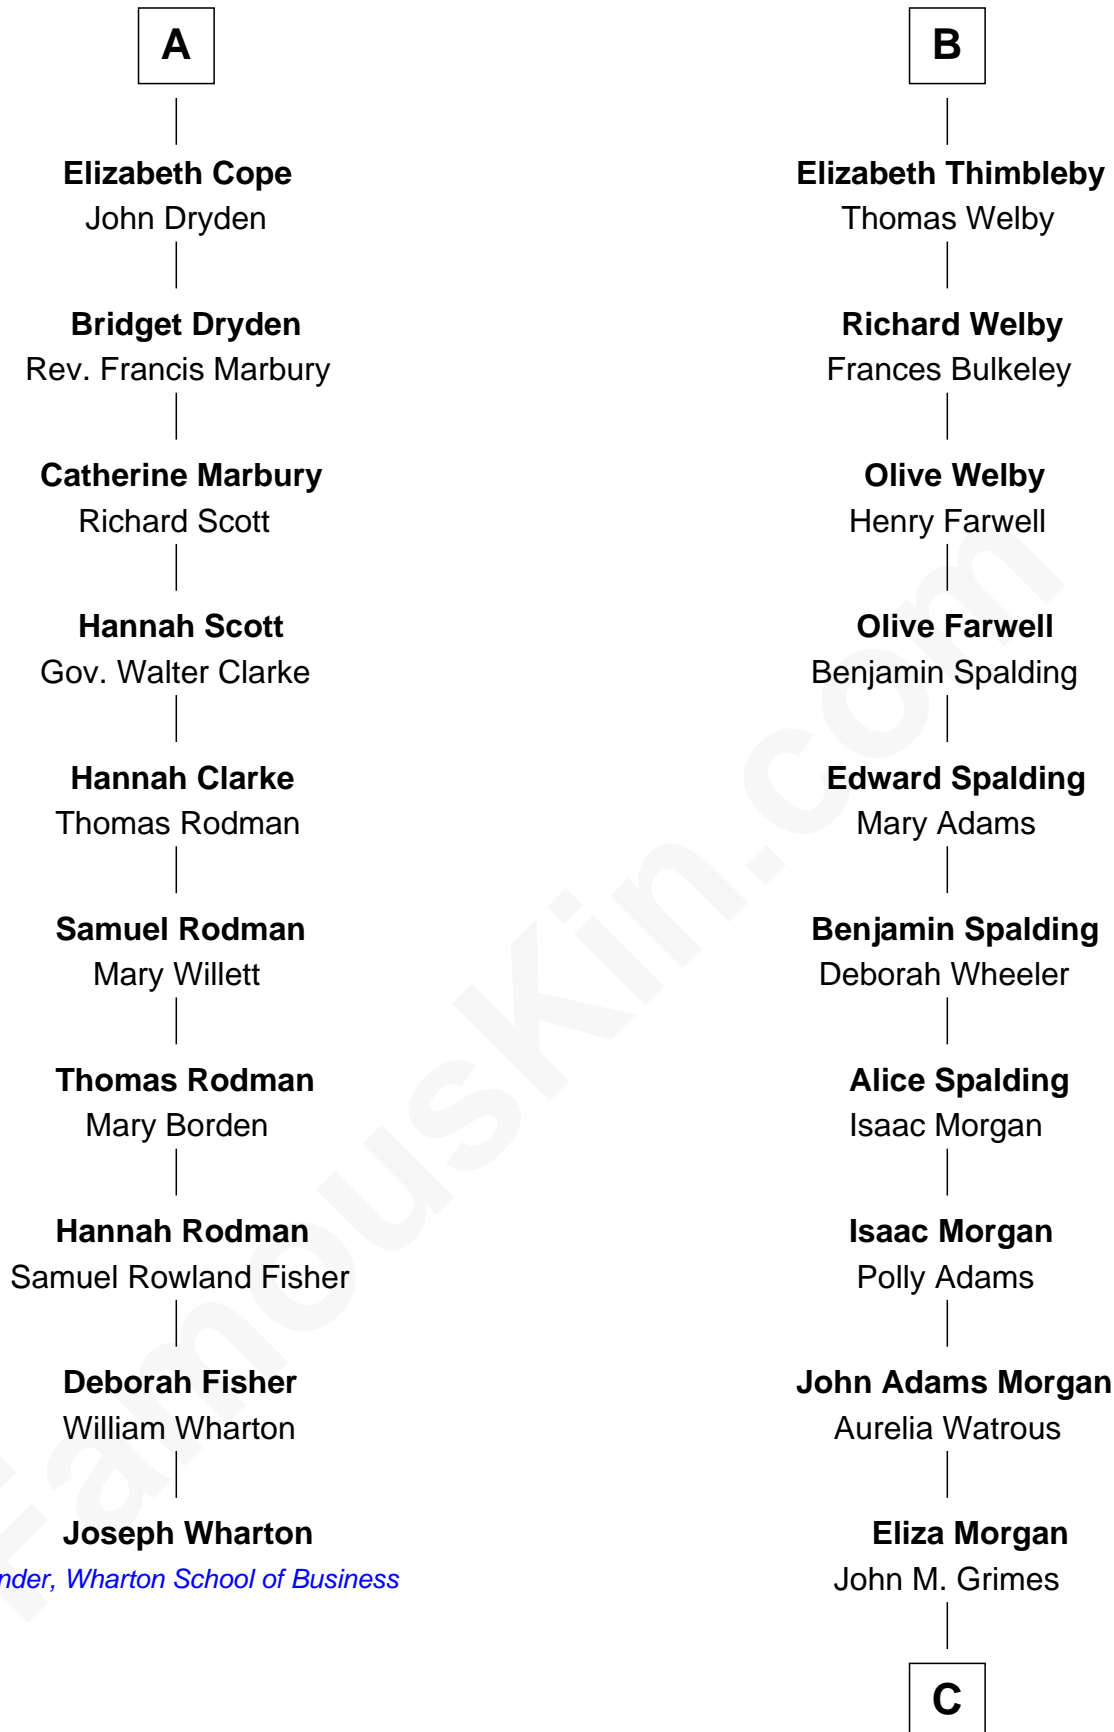 A
Elizabeth Cope
John Dryden
Bridget Dryden
Rev. Francis Marbury
Catherine Marbury
Richard Scott
Hannah Scott
Gov. Walter Clarke
Hannah Clarke
Thomas Rodman
Samuel Rodman
Mary Willett
Thomas Rodman
Mary Borden
Hannah Rodman
Samuel Rowland Fisher
Deborah Fisher
William Wharton
Joseph Wharton
nder, Wharton School of Business
B
Elizabeth Thimbleby
Thomas Welby
Richard Welby
Frances Bulkeley
Olive Welby
Henry Farwell
Olive Farwell
Benjamin Spalding
Edward Spalding
Mary Adams
Benjamin Spalding
Deborah Wheeler
Alice Spalding
Isaac Morgan
Isaac Morgan
Polly Adams
John Adams Morgan
Aurelia Watrous
Eliza Morgan
John M. Grimes
C
FamousKin.com